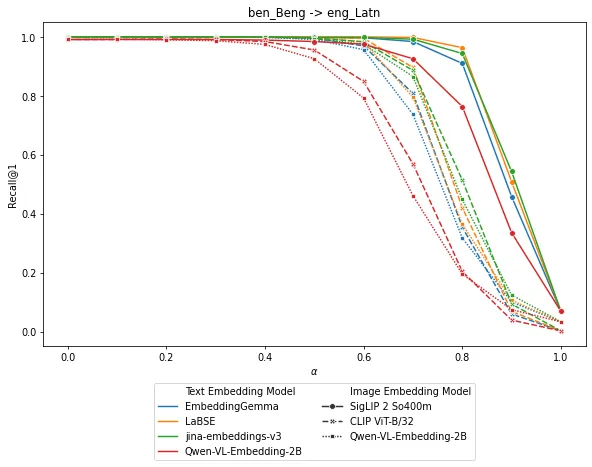 ben_Beng -> eng_Latn
1.0
0.8
0.6
0.4
0.2
0.0
Recall@1
0.0 0.2 0.4 0.6 0.8 1.0
α
Text Embedding Model Image Embedding Model
EmbeddingGemma SigLIP 2 So400m
LaBSE CLIP ViT-B/32
jina-embeddings-v3 Qwen-VL-Embedding-2B
Qwen-VL-Embedding-2B